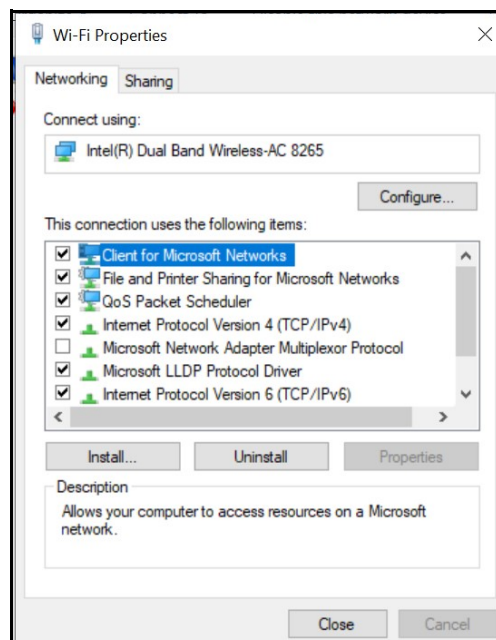 Wi-Fi Properties
Networking
Sharing
Connect using:
Intel(R) Dual Band Wireless-AC 8265
Configure...
This connection uses the following items:
Client for Microsoft Networks
File and Printer Sharing for Microsoft Networks
QoS Packet Scheduler
Internet Protocol Version 4 (TCP/IPv4)
Microsoft Network Adapter Multiplexor Protocol
Microsoft LLDP Protocol Driver
Internet Protocol Version 6 (TCP/IPv6)
Install...
Uninstall
Properties
Description
Allows your computer to access resources on a Microsoft
network.
Close
Cancel